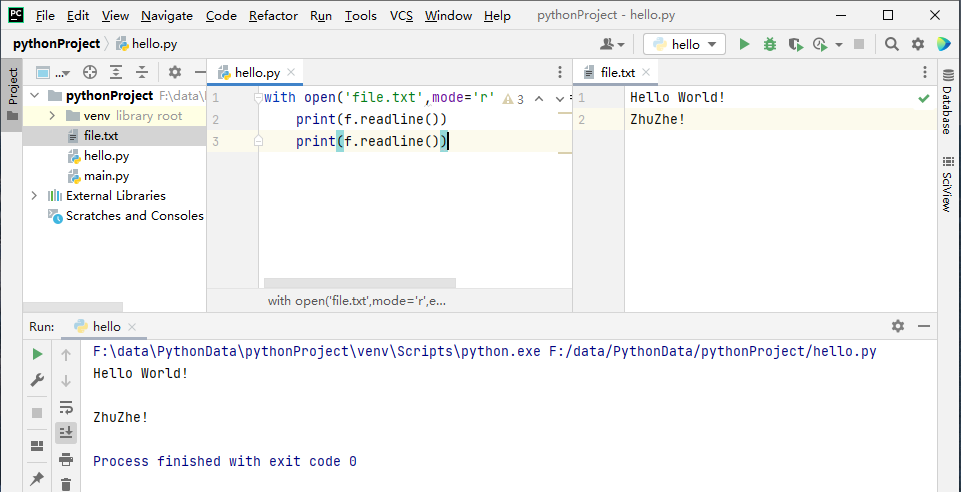 PC File Edit View Navigate Code Refactor Run Tools VCS Window Help pythonProject - hello.py
pythonProject hello.py hello
Project
... hello.py file.txt
pythonProject F:\data\
venv library root
file.txt
hello.py
main.py
External Libraries
Scratches and Consoles
1 with open('file.txt',mode='r' 3 =
2 print(f.readline())
3 print(f.readline())
with open('file.txt',mode='r',e...
1 Hello World!
2 ZhuZhe!
Database
SciView
Run: hello
F:\data\PythonData\pythonProject\venv\Scripts\python.exe F:/data/PythonData/pythonProject/hello.py
Hello World!
ZhuZhe!
Process finished with exit code 0